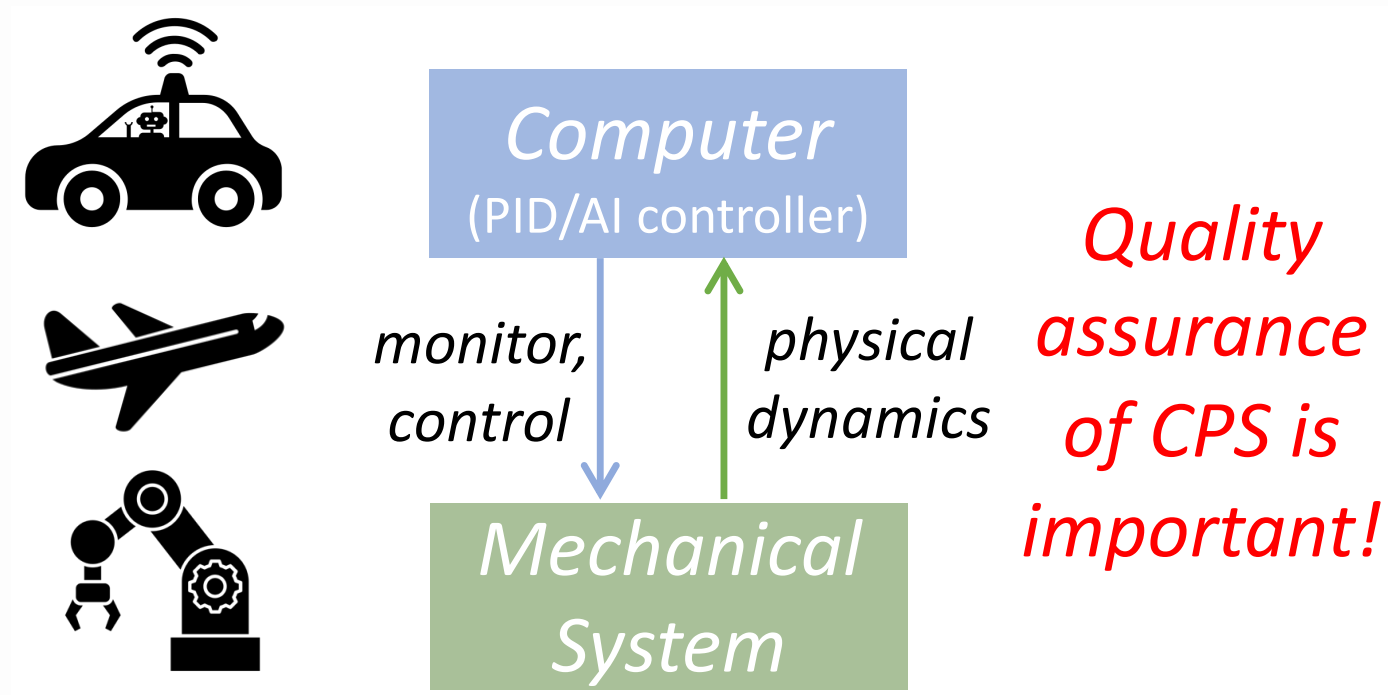 Computer
(PID/AI controller)
monitor,
control
physical
dynamics
Mechanical
System
Quality
assurance
of CPS is
important!